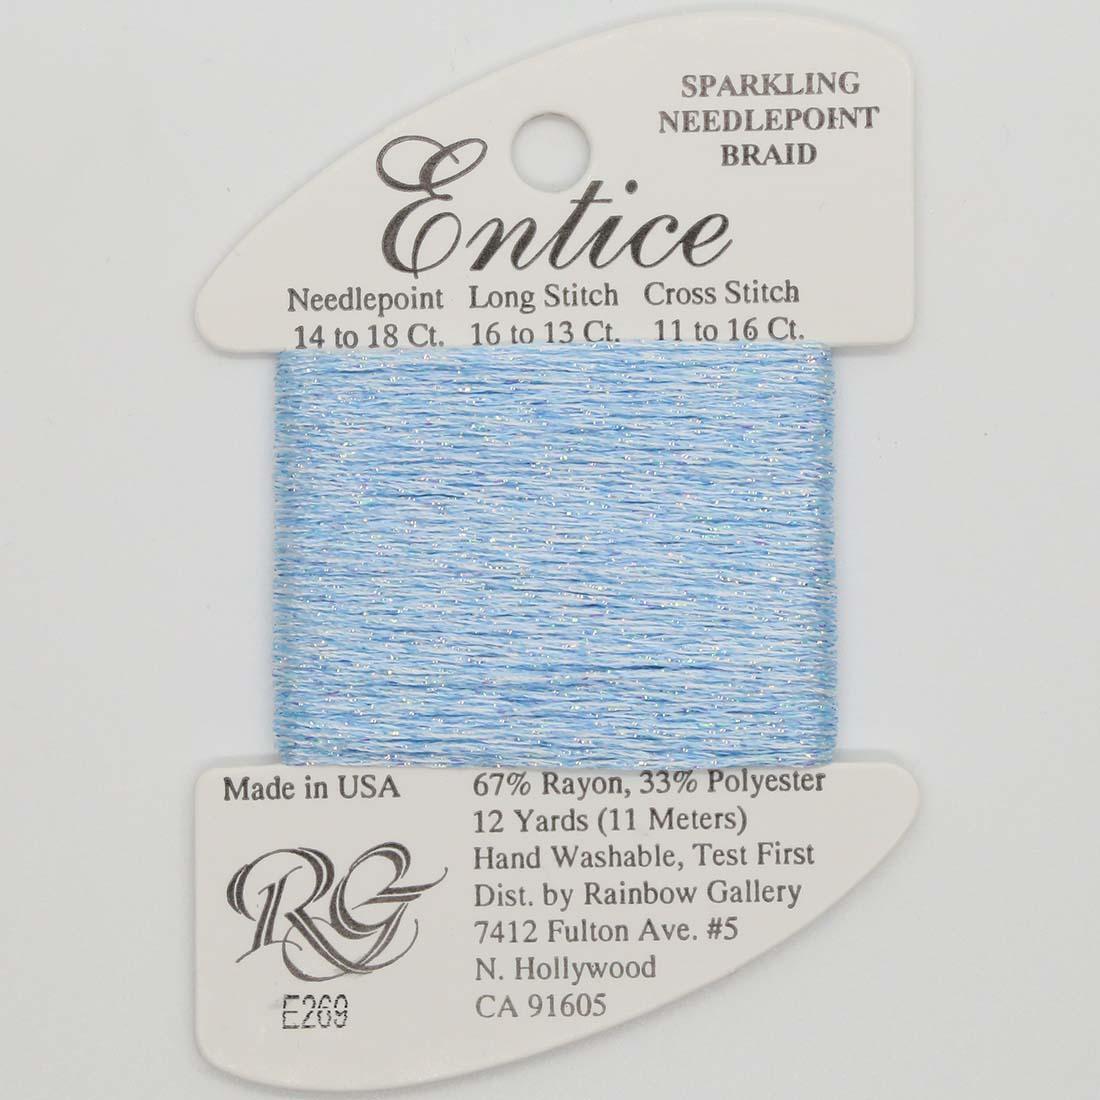 SPARKLING
NEEDLEPOINT
BRAID
Entice
Needlepoint Long Stitch Cross Stitch
14 to 18 Ct. 16 to 13 Ct. 11 to 16 Ct.
Made in USA
67% Rayon, 33% Polyester
12 Yards (11 Meters)
Hand Washable, Test First
Dist. by Rainbow Gallery
7412 Fulton Ave. #5
N. Hollywood
CA 91605
RG
E269